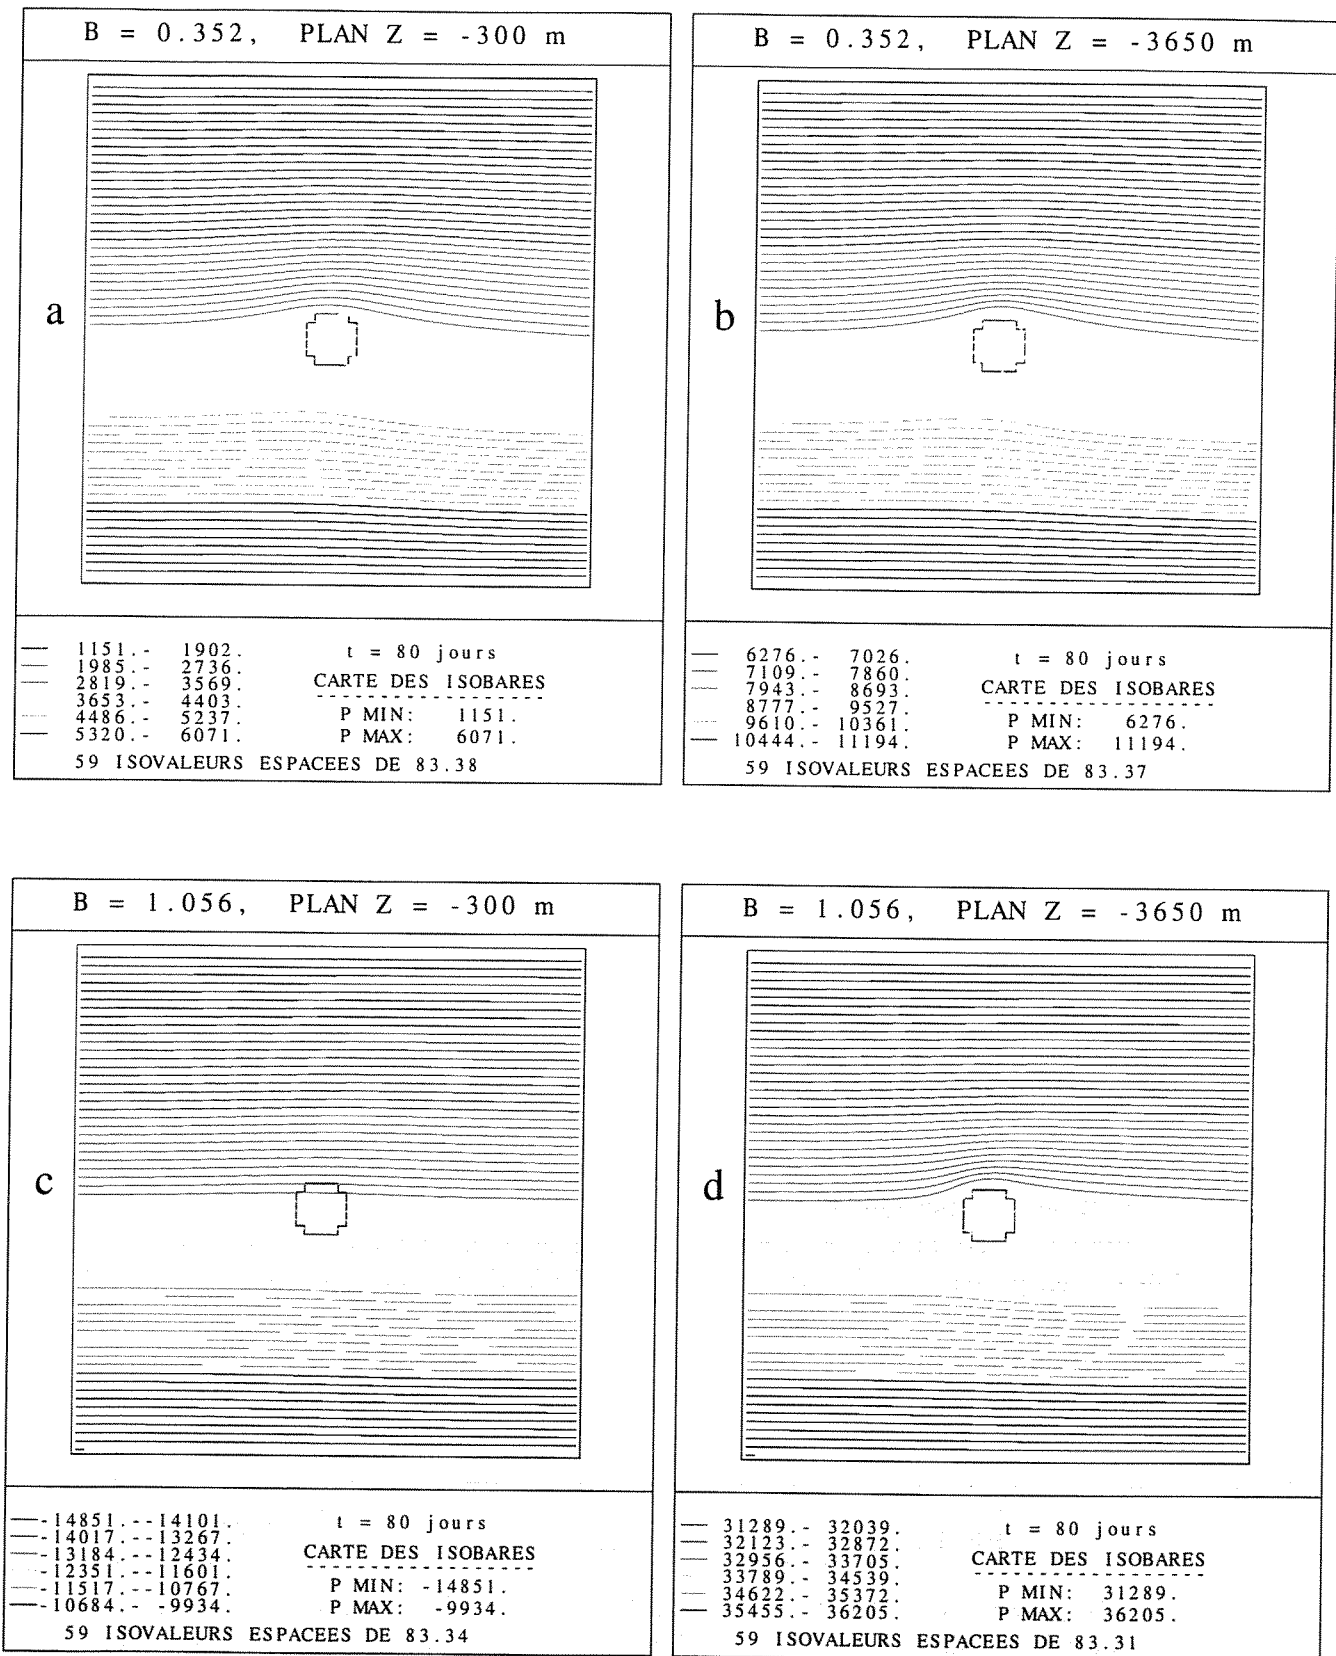 B = 0.352, PLAN Z = -300 m
a
1151.- 1902.
1985.- 2736.
2819.- 3569.
3653.- 4403.
4486.- 5237.
5320.- 6071.
t = 80 jours
CARTE DES ISOBARES
P MIN: 1151.
P MAX: 6071.
59 ISOVALEURS ESPACEES DE 83.38
B = 0.352, PLAN Z = -3650 m
b
6276.- 7026.
7109.- 7860.
7943.- 8693.
8777.- 9527.
9610.- 10361.
10444.- 11194.
t = 80 jours
CARTE DES ISOBARES
P MIN: 6276.
P MAX: 11194.
59 ISOVALEURS ESPACEES DE 83.37
B = 1.056, PLAN Z = -300 m
c
-14851.--14101.
-14017.--13267.
-13184.--12434.
-12351.--11601.
-11517.--10767.
-10684.- -9934.
t = 80 jours
CARTE DES ISOBARES
P MIN: -14851.
P MAX: -9934.
59 ISOVALEURS ESPACEES DE 83.34
B = 1.056, PLAN Z = -3650 m
d
31289.- 32039.
32123.- 32872.
32956.- 33705.
33789.- 34539.
34622.- 35372.
35455.- 36205.
t = 80 jours
CARTE DES ISOBARES
P MIN: 31289.
P MAX: 36205.
59 ISOVALEURS ESPACEES DE 83.31